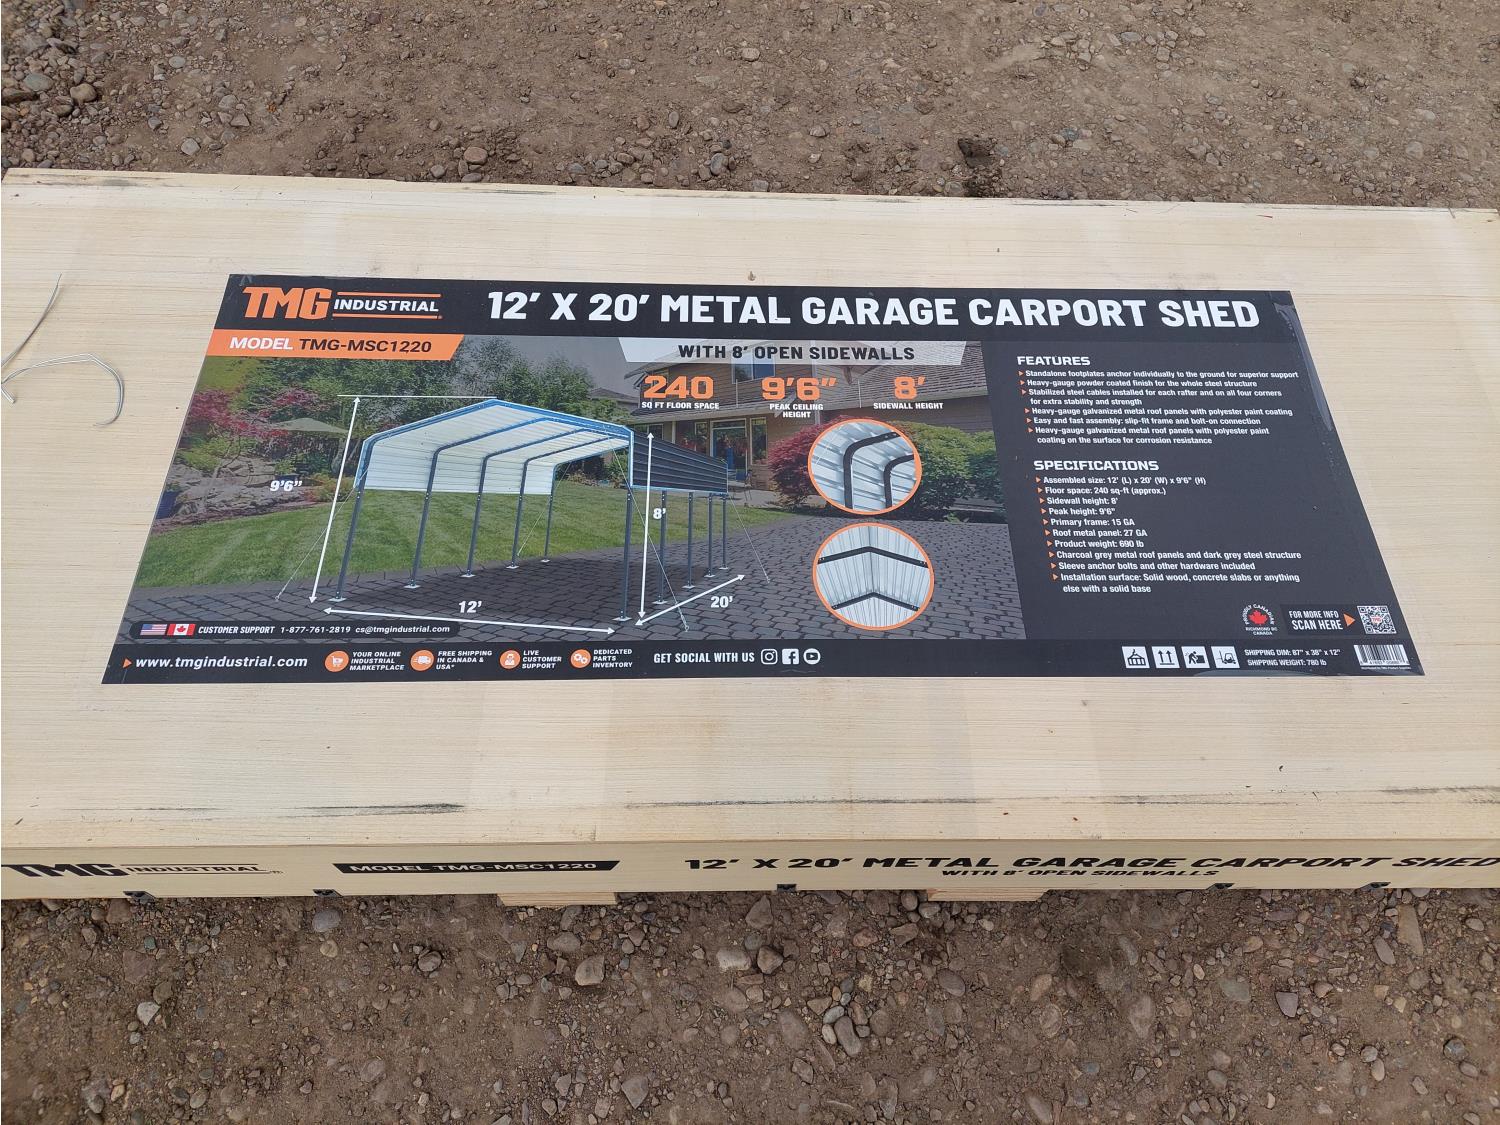 TMG INDUSTRIAL
12' X 20' METAL GARAGE CARPORT SHED
MODEL TMG-MSC1220
WITH 8' OPEN SIDEWALLS
240
SQ FT FLOOR SPACE
9'6"
PEAK CEILING
HEIGHT
8'
SIDEWALL HEIGHT
9'6"
8'
12'
20'
FEATURES
Standalone footplates anchor individually to the ground for superior support
Heavy-gauge powder coated finish for the whole steel structure
Stabilized steel cables installed for each rafter and on all four corners
for extra stability and strength
Heavy-gauge galvanized metal roof panels with polyester paint coating
Easy and fast assembly: slip-fit frame and bolt-on connection
Heavy-gauge galvanized metal roof panels with polyester paint
coating on the surface for corrosion resistance
SPECIFICATIONS
Assembled size: 12' (L) x 20' (W) x 9'6" (H)
Floor space: 240 sq-ft (approx.)
Sidewall height: 8'
Peak height: 9'6"
Primary frame: 15 GA
Roof metal panel: 27 GA
Product weight: 690 lb
Charcoal grey metal roof panels and dark grey steel structure
Sleeve anchor bolts and other hardware included
Installation surface: Solid wood, concrete slabs or anything
else with a solid base
PROUDLY CANADIAN
RICHMOND BC
CANADA
FOR MORE INFO
SCAN HERE
CUSTOMER SUPPORT 1-877-761-2819 cs@tmgindustrial.com
www.tmgindustrial.com
YOUR ONLINE
INDUSTRIAL
MARKETPLACE
FREE SHIPPING
IN CANADA &
USA*
LIVE
CUSTOMER
SUPPORT
DEDICATED
PARTS
INVENTORY
GET SOCIAL WITH US
SHIPPING DIM: 87" x 38" x 12"
SHIPPING WEIGHT: 780 lb
TMG INDUSTRIAL®
MODEL TMG-MSC1220
12' X 20' METAL GARAGE CARPORT SHED
WITH 8' OPEN SIDEWALLS